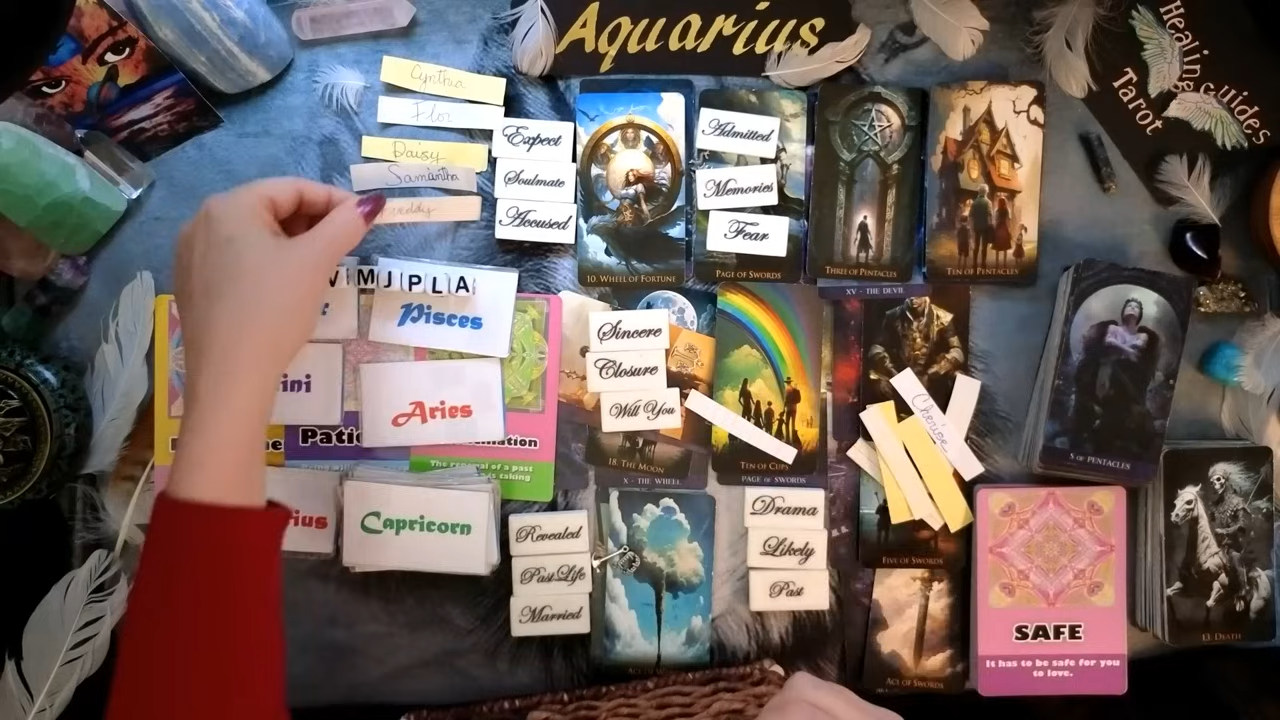 Aquarius
Healing guides
Tarot
Cynthia
Flor
Daisy
Samantha
Expect
Soulmate
Accused
10. WHEEL OF FORTUNE
Admitted
Memories
Fear
PAGE OF SWORDS
THREE OF PENTACLES
TEN OF PENTACLES
M J P L A
Pisces
Aries
Capricorn
Sincere
Closure
Will You
18. THE MOON
X - THE WHEEL
TEN OF CUPS
PAGE OF SWORDS
XV - THE DEVIL
Cherise
FIVE OF SWORDS
5 OF PENTACLES
Revealed
Past Life
Married
Drama
Likely
Past
ACE OF SWORDS
SAFE
It has to be safe for you
to love.
13. DEATH